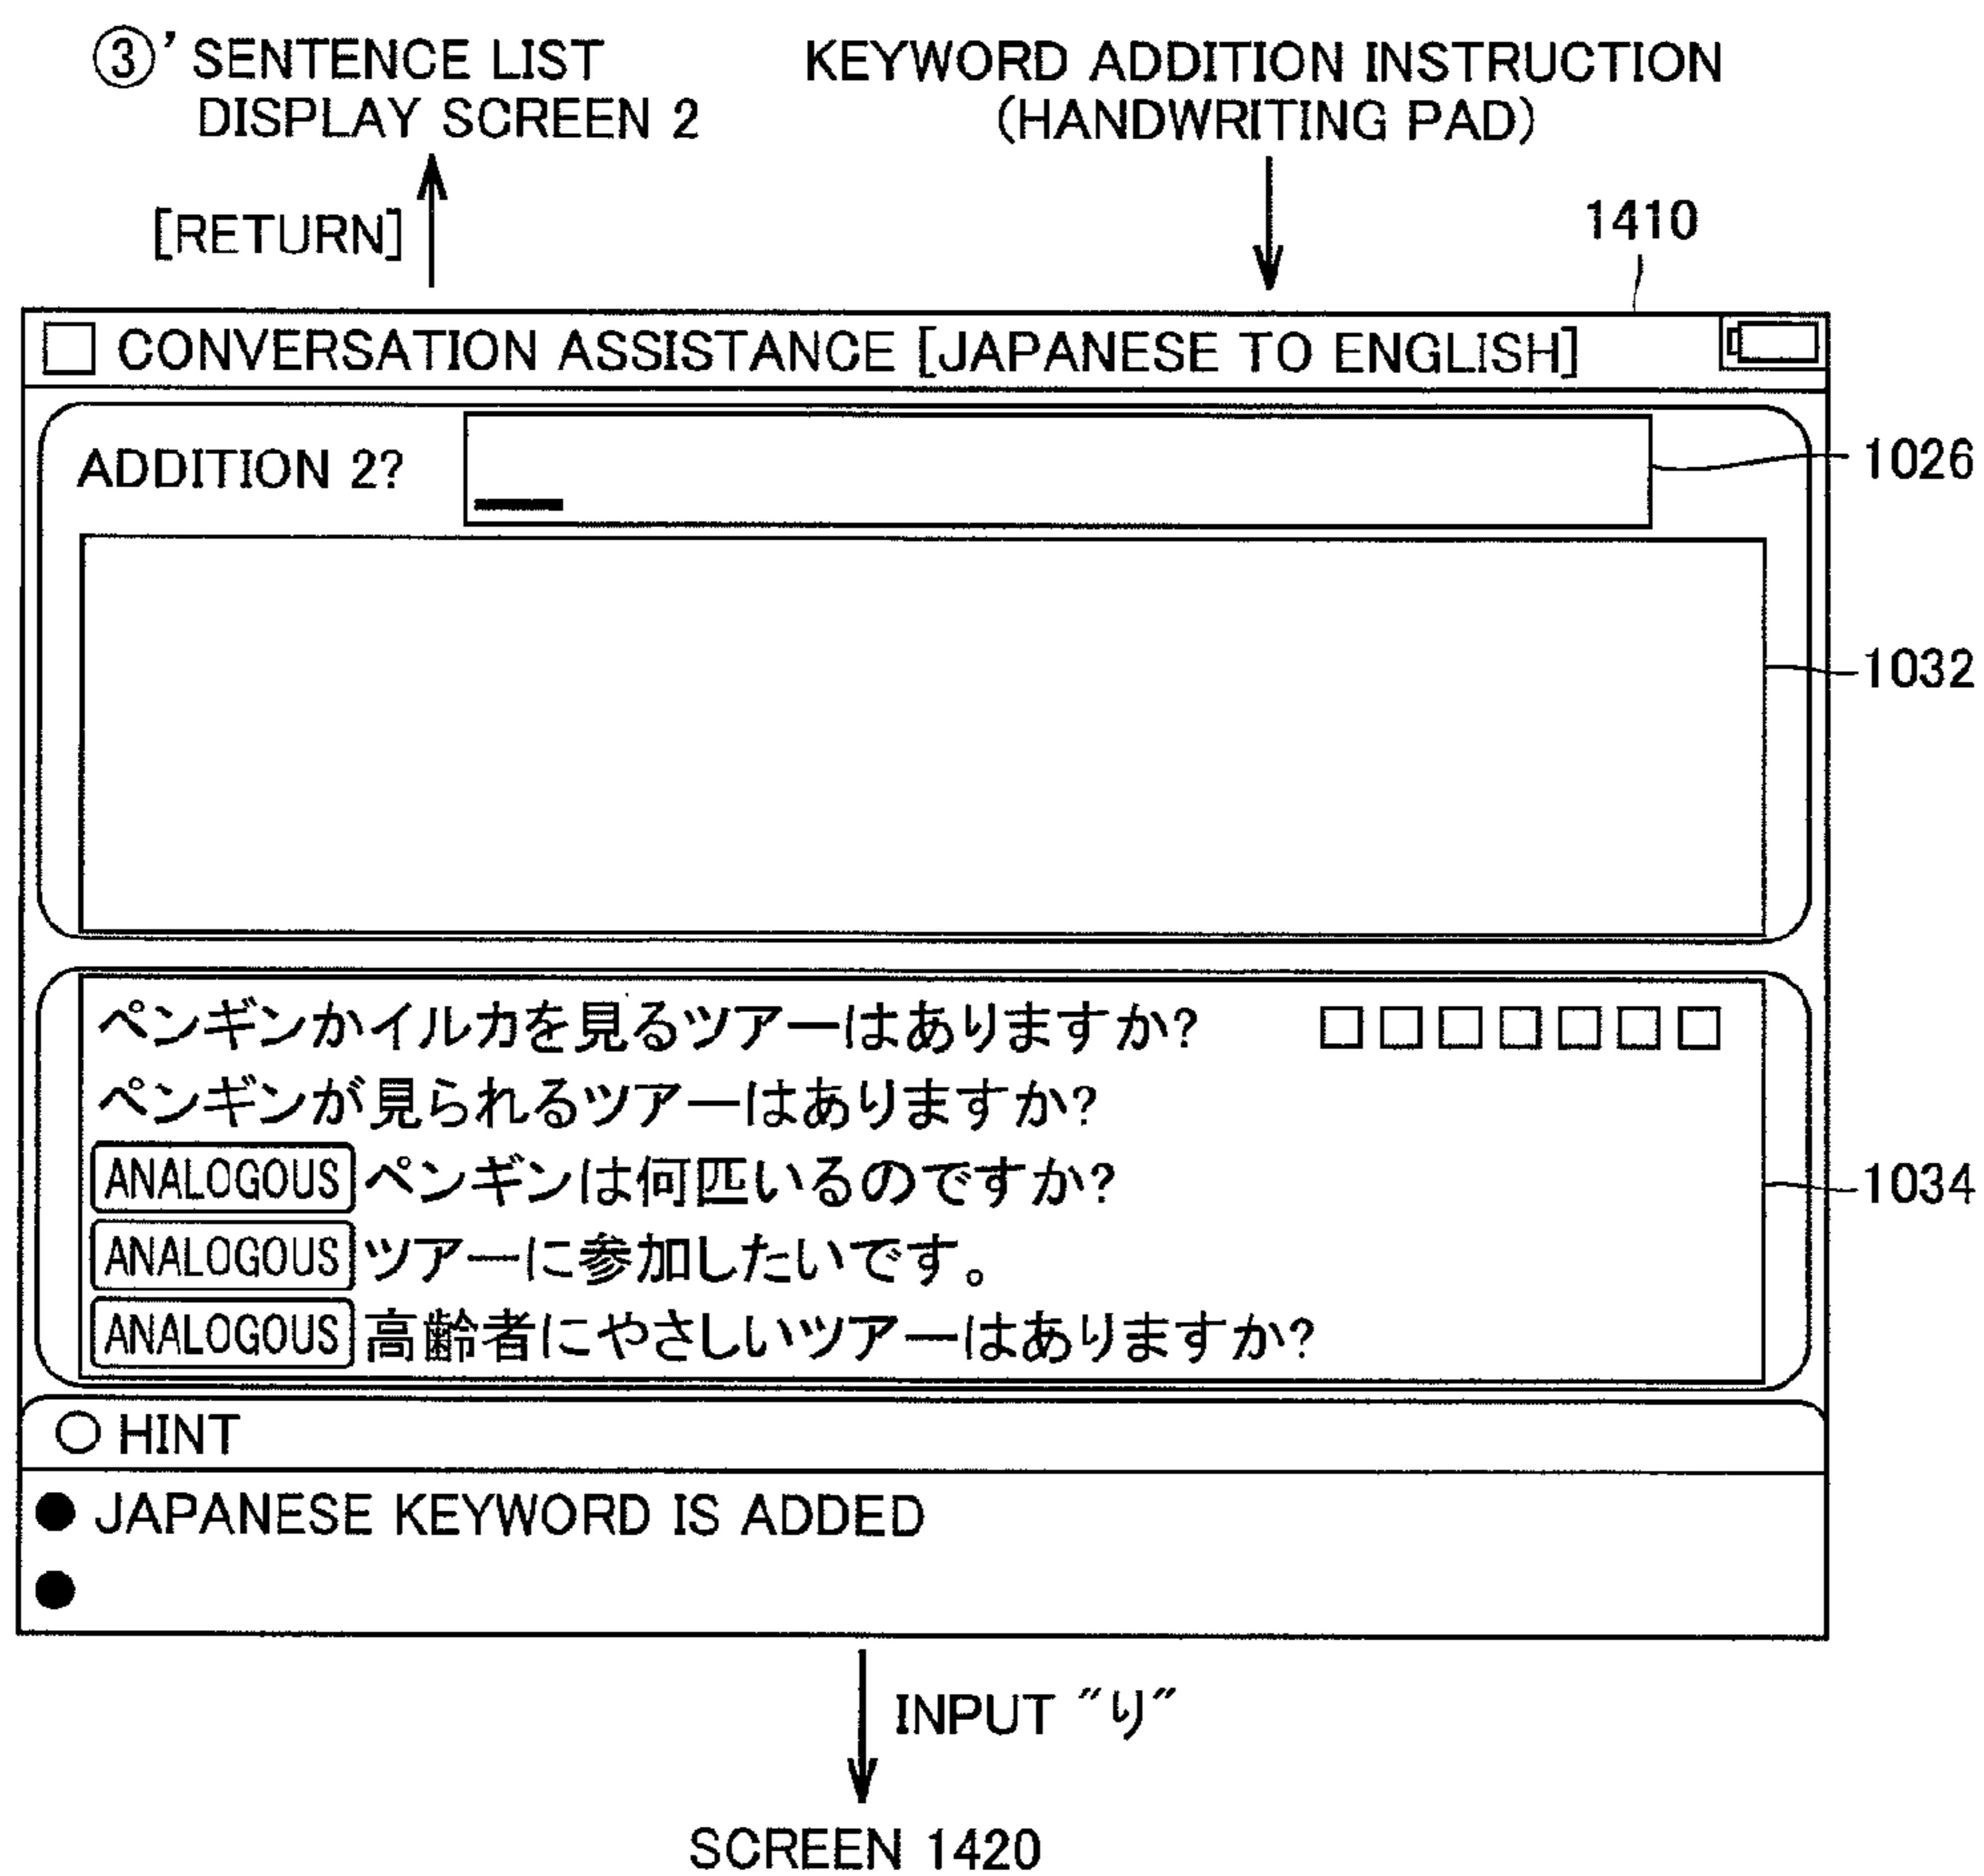 ③' SENTENCE LIST
DISPLAY SCREEN 2
KEYWORD ADDITION INSTRUCTION
(HANDWRITING PAD)
[RETURN]
1410
CONVERSATION ASSISTANCE [JAPANESE TO ENGLISH]
ADDITION 2?
1026
1032
ペンギンかイルカを見るツアーはありますか?
ペンギンが見られるツアーはありますか?
ANALOGOUS ペンギンは何匹いるのですか?
1034
ANALOGOUS ツアーに参加したいです。
ANALOGOUS 高齢者にやさしいツアーはありますか?
HINT
● JAPANESE KEYWORD IS ADDED
●
INPUT "り"
SCREEN 1420